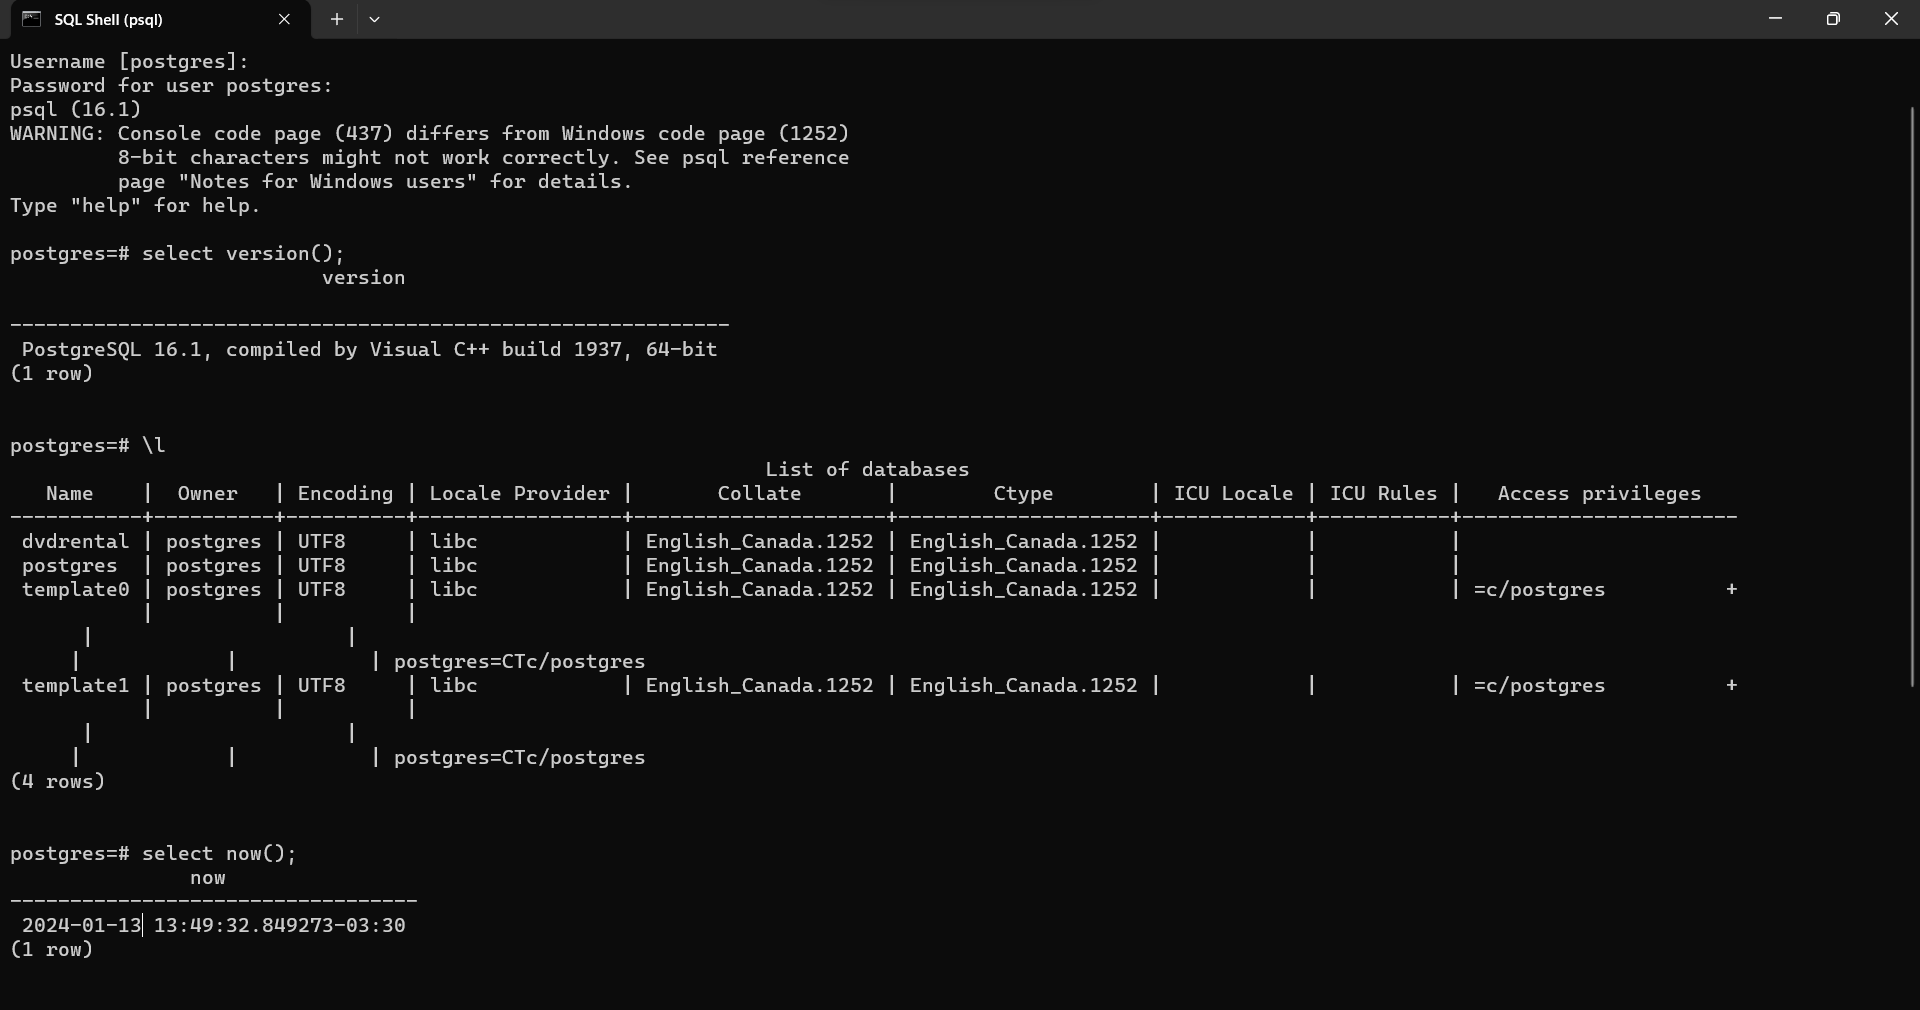 SQL Shell (psql)
Username [postgres]:
Password for user postgres:
psql (16.1)
WARNING: Console code page (437) differs from Windows code page (1252)
         8-bit characters might not work correctly. See psql reference
         page "Notes for Windows users" for details.
Type "help" for help.

postgres=# select version();
                          version

------------------------------------------------------------
 PostgreSQL 16.1, compiled by Visual C++ build 1937, 64-bit
(1 row)


postgres=# \l
                                                               List of databases
   Name    |  Owner   | Encoding | Locale Provider |       Collate       |        Ctype        | ICU Locale | ICU Rules |   Access privileges
-----------+----------+----------+-----------------+---------------------+---------------------+------------+-----------+-----------------------
 dvdrental | postgres | UTF8     | libc            | English_Canada.1252 | English_Canada.1252 |            |           |
 postgres  | postgres | UTF8     | libc            | English_Canada.1252 | English_Canada.1252 |            |           |
 template0 | postgres | UTF8     | libc            | English_Canada.1252 | English_Canada.1252 |            |           | =c/postgres          +
           |          |          |
      |                     |
     |            |           | postgres=CTc/postgres
 template1 | postgres | UTF8     | libc            | English_Canada.1252 | English_Canada.1252 |            |           | =c/postgres          +
           |          |          |
      |                     |
     |            |           | postgres=CTc/postgres
(4 rows)


postgres=# select now();
               now
----------------------------------
 2024-01-13 13:49:32.849273-03:30
(1 row)